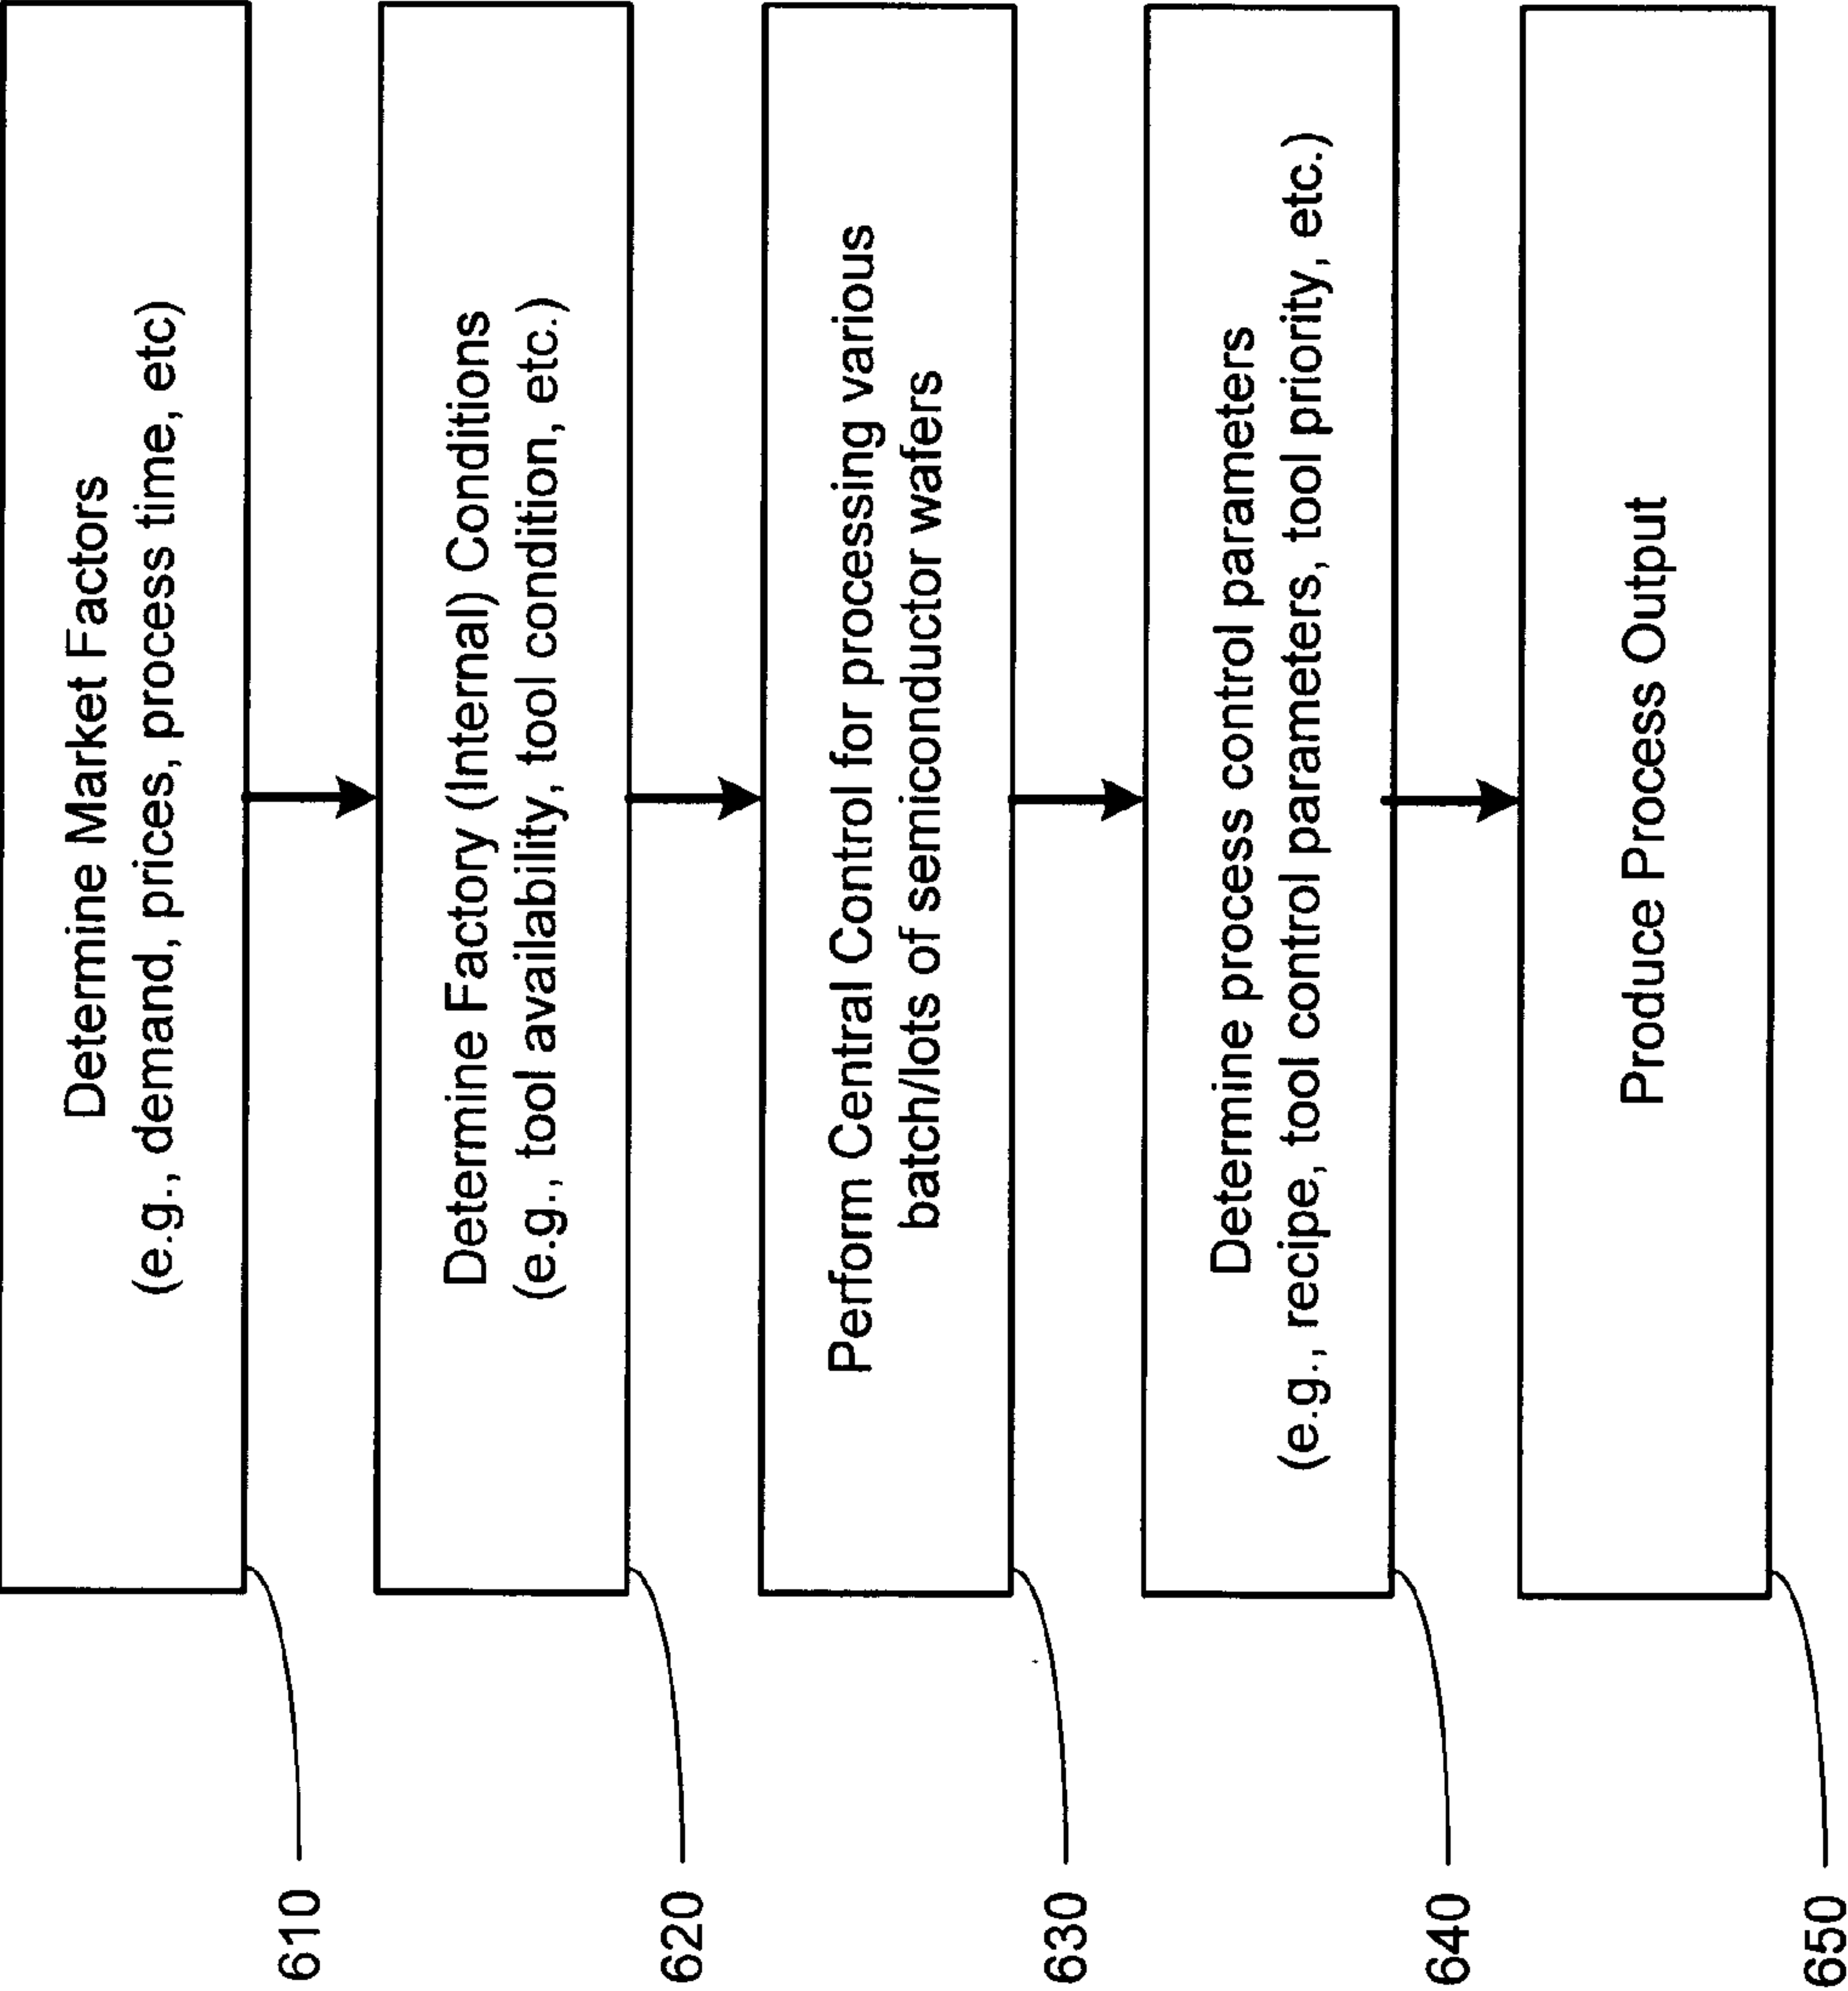 Determine Market Factors
(e.g., demand, prices, process time, etc)
610
Determine Factory (Internal) Conditions
(e.g., tool availability, tool condition, etc.)
620
Perform Central Control for processing various
batch/lots of semiconductor wafers
630
Determine process control parameters
(e.g., recipe, tool control parameters, tool priority, etc.)
640
Produce Process Output
650